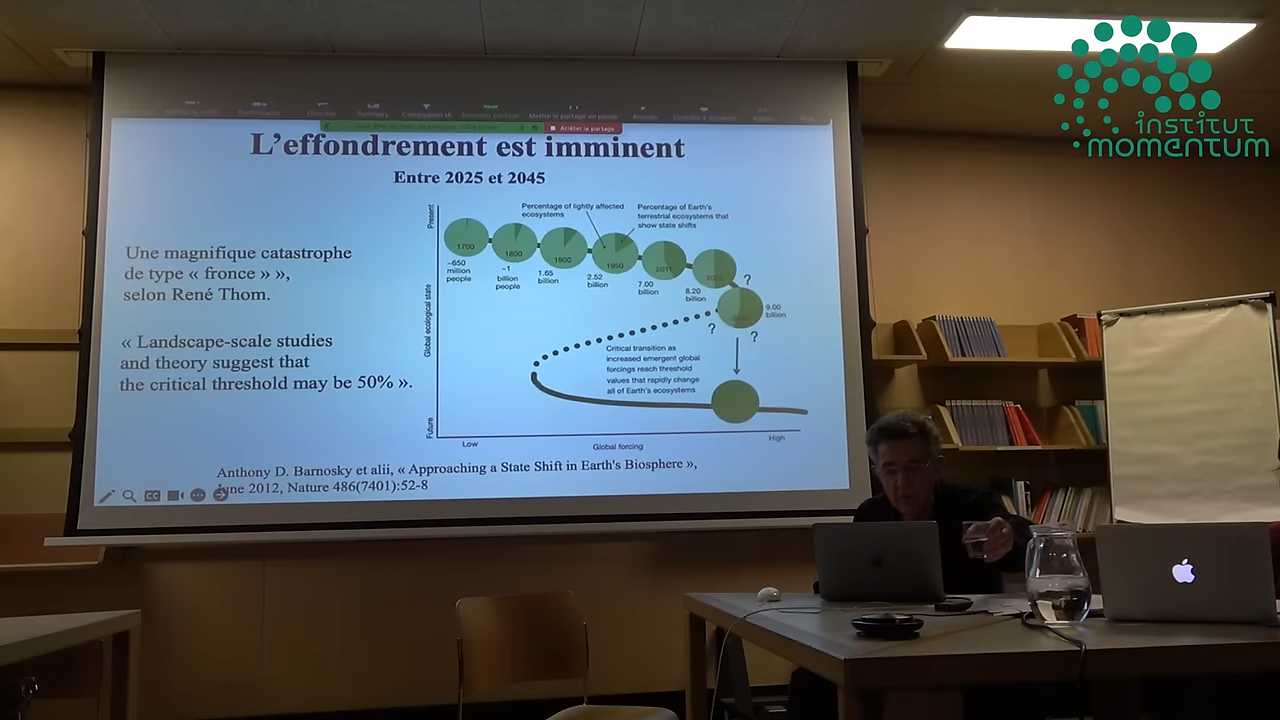 institut
momentum
Mettre le partage en pause
Arrêter le partage
L'effondrement est imminent
Entre 2025 et 2045
Une magnifique catastrophe
de type « fronce » »,
selon René Thom.
« Landscape-scale studies
and theory suggest that
the critical threshold may be 50% ».
Present
Global ecological state
Future
Percentage of lightly affected
ecosystems
Percentage of Earth's
terrestrial ecosystems that
show state shifts
1700
1800
1900
1950
2011
~650
million
people
~1
billion
people
1.65
billion
2.52
billion
7.00
billion
8.20
billion
9.00
billion
?
?
?
Critical transition as
increased emergent global
forcings reach threshold
values that rapidly change
all of Earth's ecosystems
Low
Global forcing
High
Anthony D. Barnosky et alii, « Approaching a State Shift in Earth's Biosphere »,
June 2012, Nature 486(7401):52-8
CC